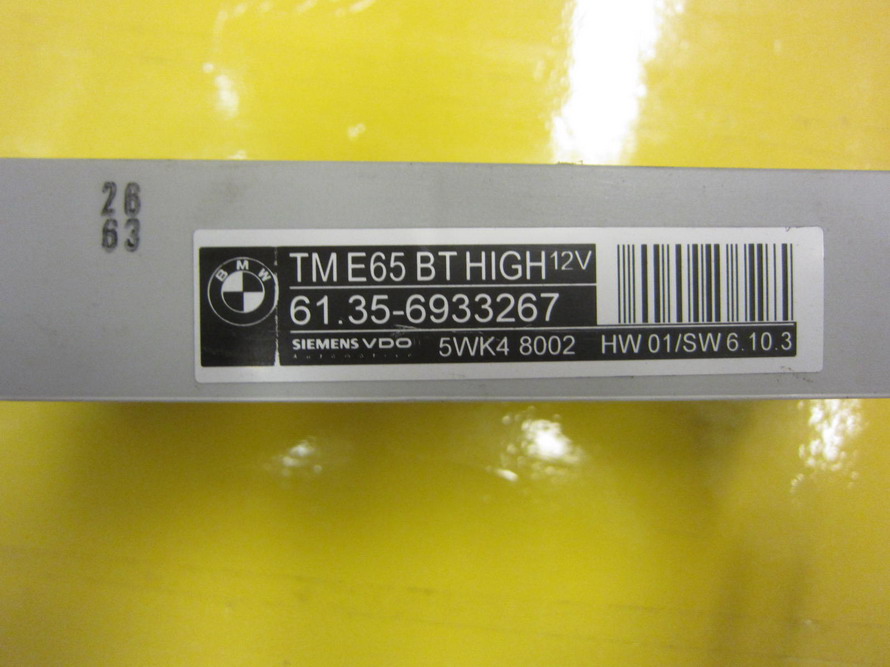 26
63
BMW
TM E65 BT HIGH 12V
61.35-6933267
SIEMENS VDO
Automotive
5WK4 8002
HW 01/SW 6.10.3